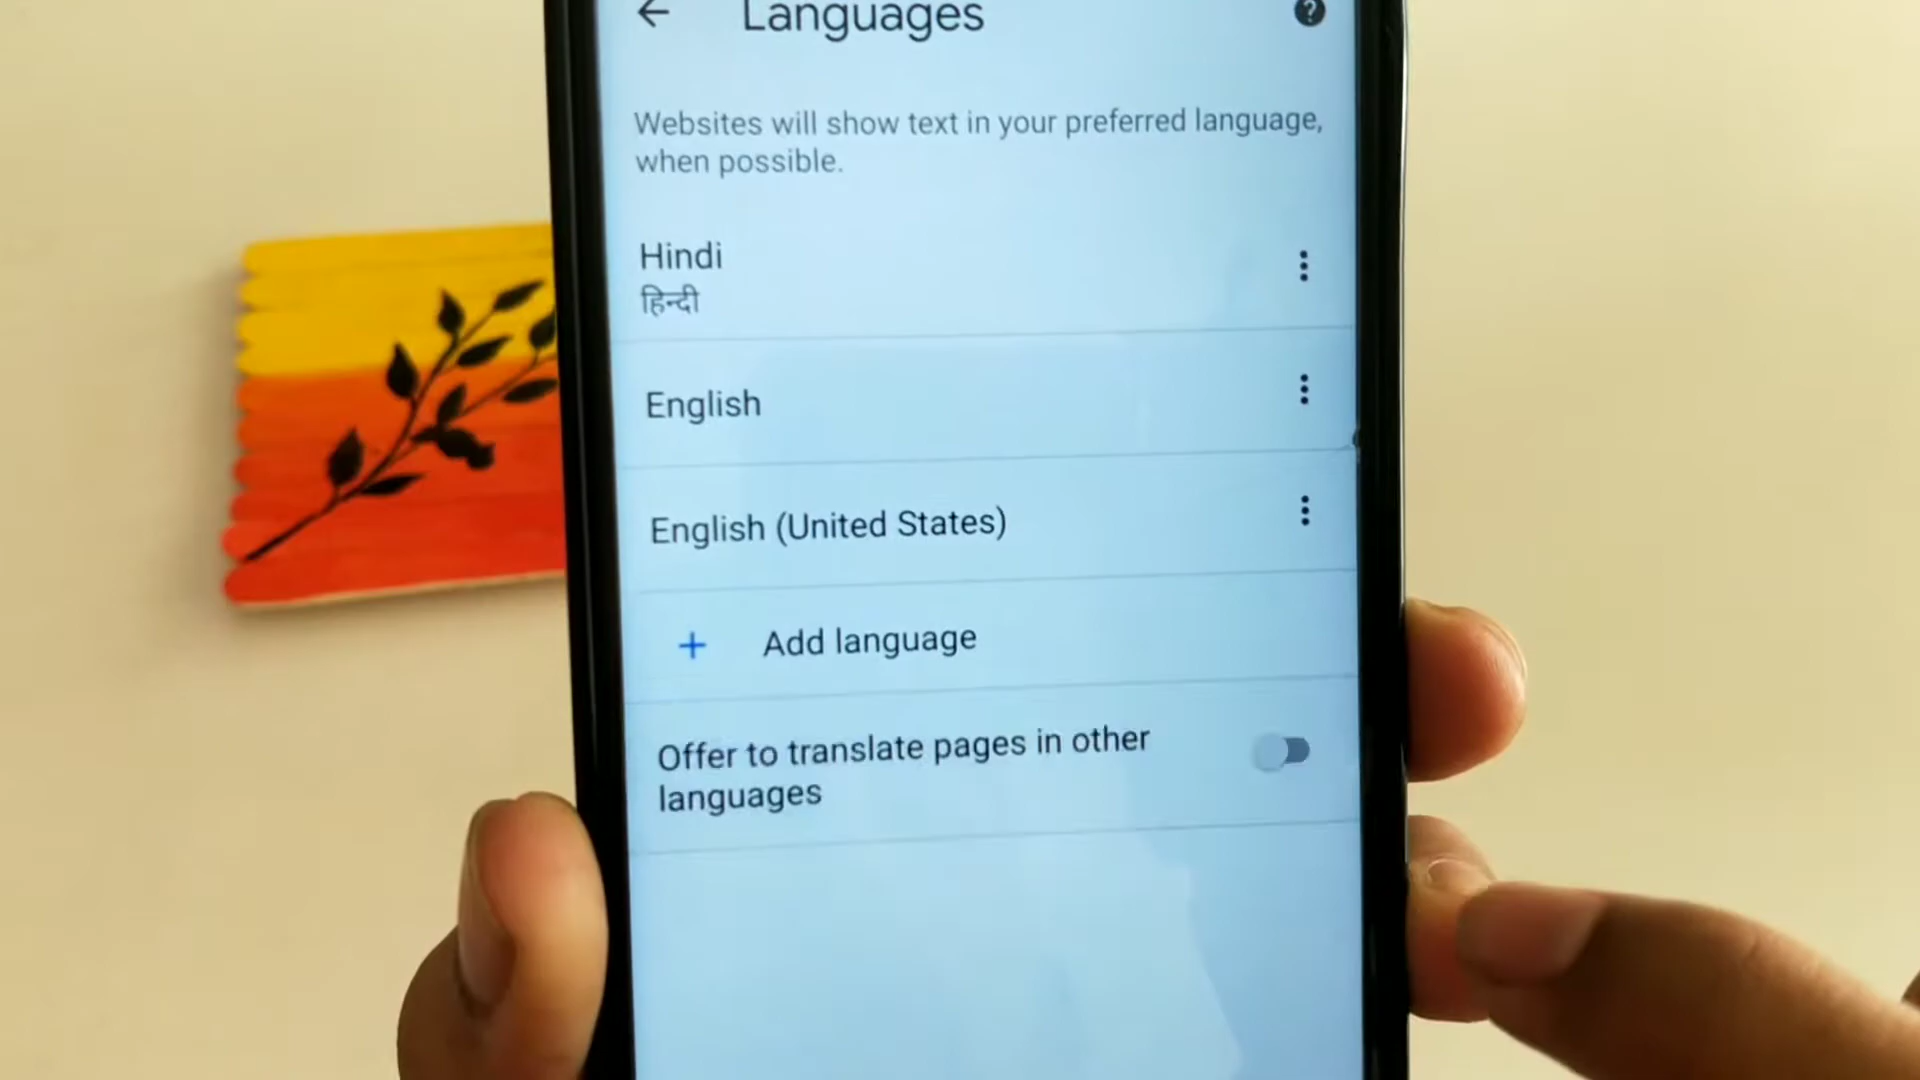 Languages
Websites will show text in your preferred language,
when possible.
Hindi
हिन्दी
English
English (United States)
Add language
Offer to translate pages in other
languages